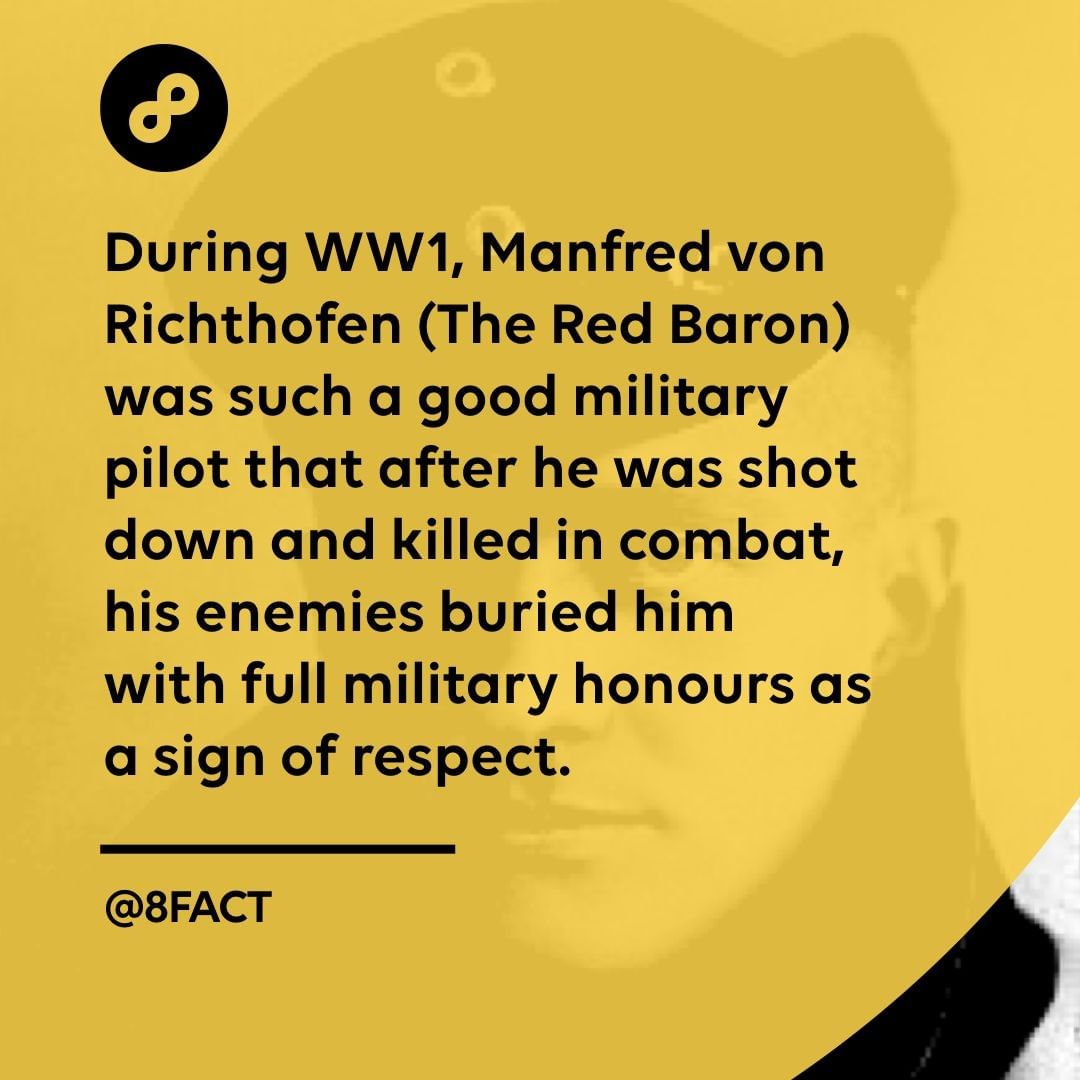 During WW1, Manfred von
Richthofen (The Red Baron)
was such a good military
pilot that after he was shot
down and killed in combat,
his enemies buried him
with full military honours as
a sign of respect.
@8FACT